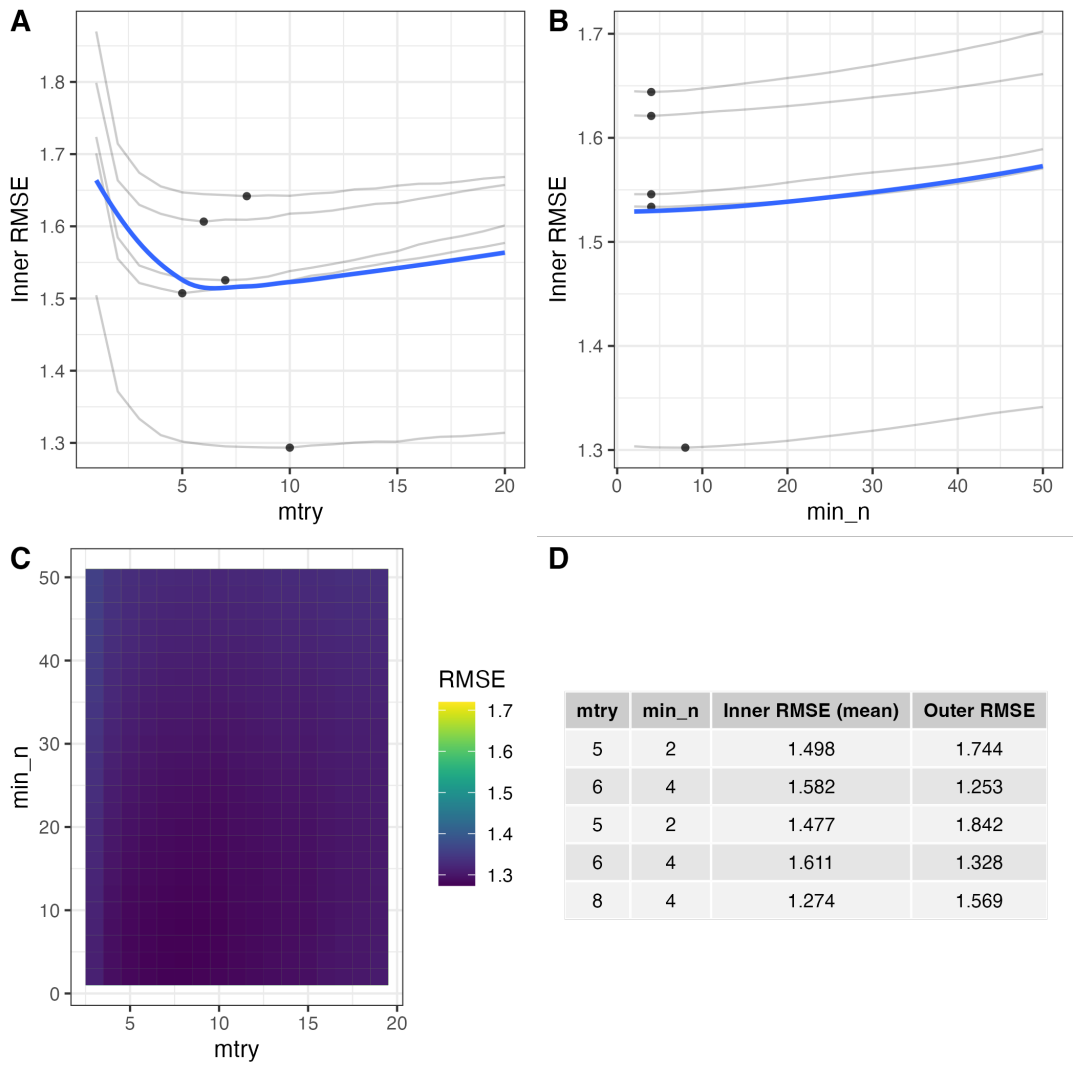 A
Inner RMSE
1.8
1.7
1.6
1.5
1.4
1.3
5
10
15
20
mtry
B
Inner RMSE
1.7
1.6
1.5
1.4
1.3
0
10
20
30
40
50
min_n
C
min_n
50
40
30
20
10
0
5
10
15
20
mtry
RMSE
1.7
1.6
1.5
1.4
1.3
D
mtry min_n Inner RMSE (mean) Outer RMSE
5 2 1.498 1.744
6 4 1.582 1.253
5 2 1.477 1.842
6 4 1.611 1.328
8 4 1.274 1.569